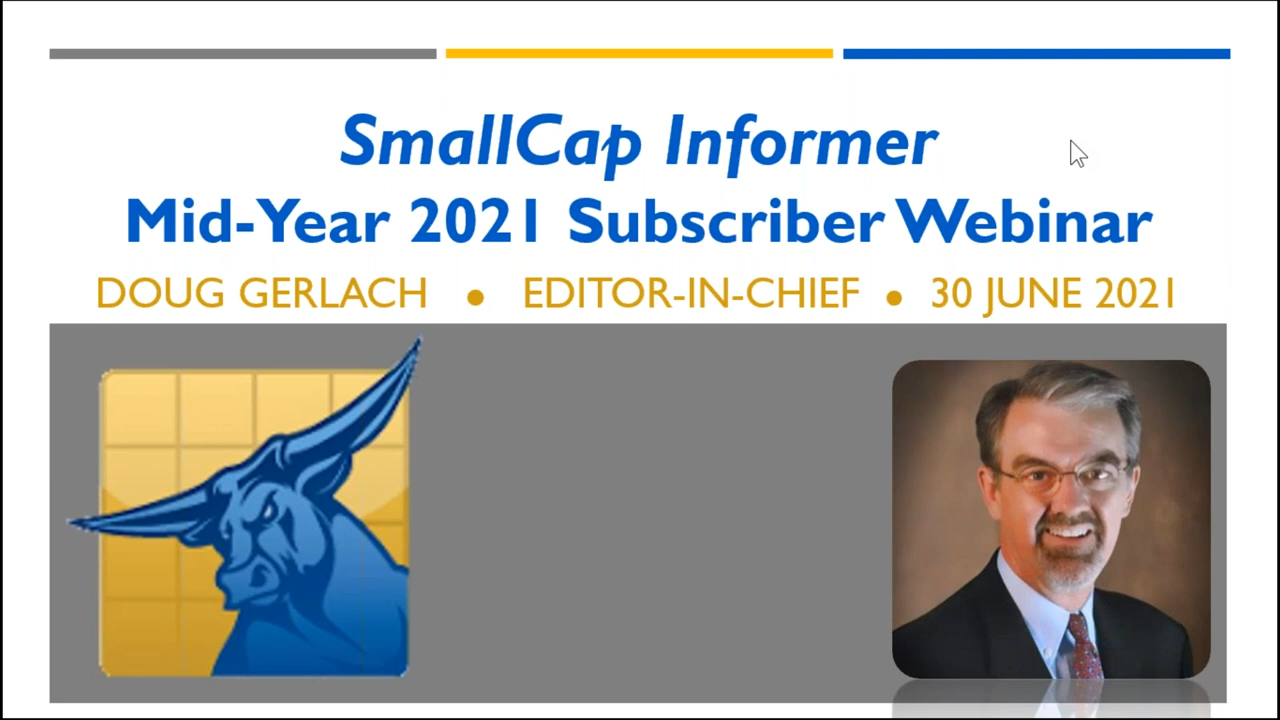 SmallCap Informer
Mid-Year 2021 Subscriber Webinar
DOUG GERLACH ● EDITOR-IN-CHIEF ● 30 JUNE 2021